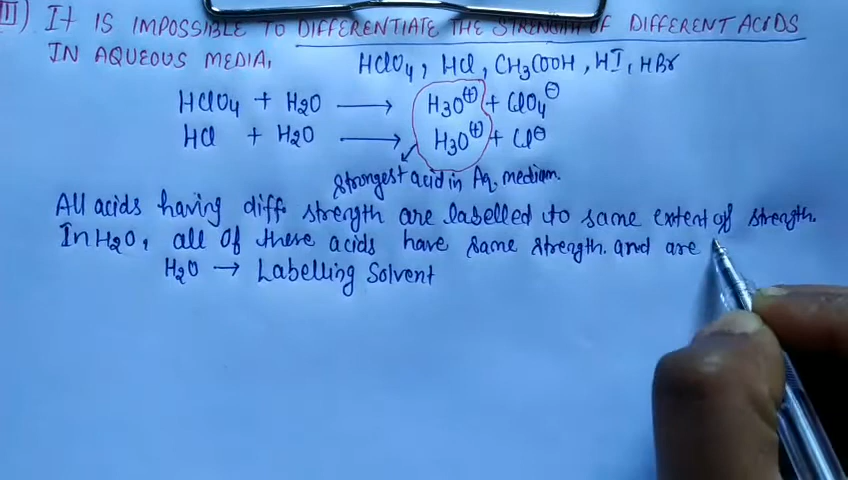 III) It IS IMPOSSIBLE TO DIFFERENTIATE THE STRENGTH OF DIFFERENT ACIDS
IN AQUEOUS MEDIA,
HClO4, HCl, CH3COOH, HI, HBr
HClO4 + H2O ⟶ H3O⊕ + ClO4⊖
HCl + H2O ⟶ H3O⊕ + Cl⊖
Strongest acid in Aq. medium.
All acids having diff strength are labelled to same extent of strength.
In H2O, all of these acids have same strength. and are
H2O → Labelling Solvent